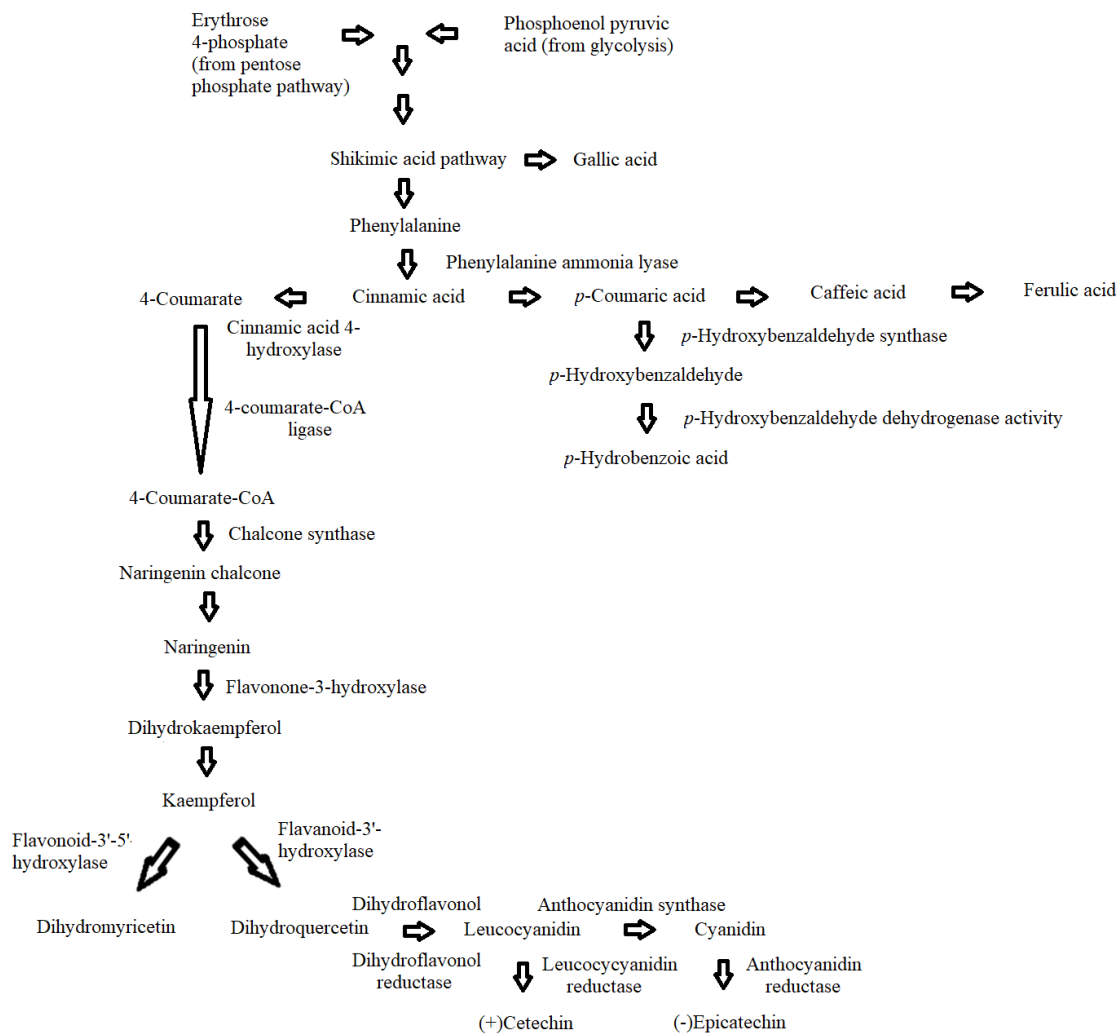 Erythrose
4-phosphate
(from pentose
phosphate pathway)
Phosphoenol pyruvic
acid (from glycolysis)
Shikimic acid pathway
Gallic acid
Phenylalanine
Phenylalanine ammonia lyase
4-Coumarate
Cinnamic acid
p-Coumaric acid
Caffeic acid
Ferulic acid
Cinnamic acid 4-
hydroxylase
p-Hydroxybenzaldehyde synthase
p-Hydroxybenzaldehyde
4-coumarate-CoA
ligase
p-Hydroxybenzaldehyde dehydrogenase activity
p-Hydrobenzoic acid
4-Coumarate-CoA
Chalcone synthase
Naringenin chalcone
Naringenin
Flavonone-3-hydroxylase
Dihydrokaempferol
Kaempferol
Flavonoid-3'-5'-
hydroxylase
Flavanoid-3'-
hydroxylase
Dihydromyricetin
Dihydroquercetin
Dihydroflavonol
Anthocyanidin synthase
Leucocyanidin
Cyanidin
Dihydroflavonol
reductase
Leucocycyanidin
reductase
Anthocyanidin
reductase
(+)Cetechin
(-)Epicatechin